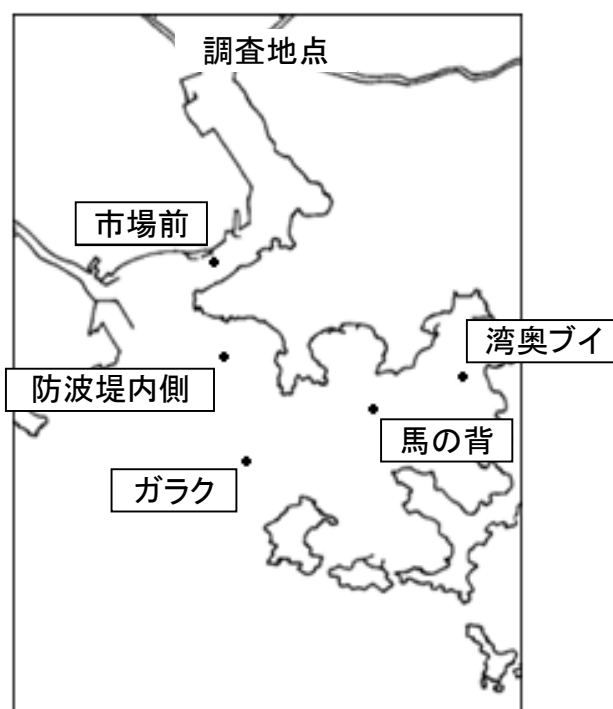 調査地点
市場前
湾奥ブイ
防波堤内側
馬の背
ガラク